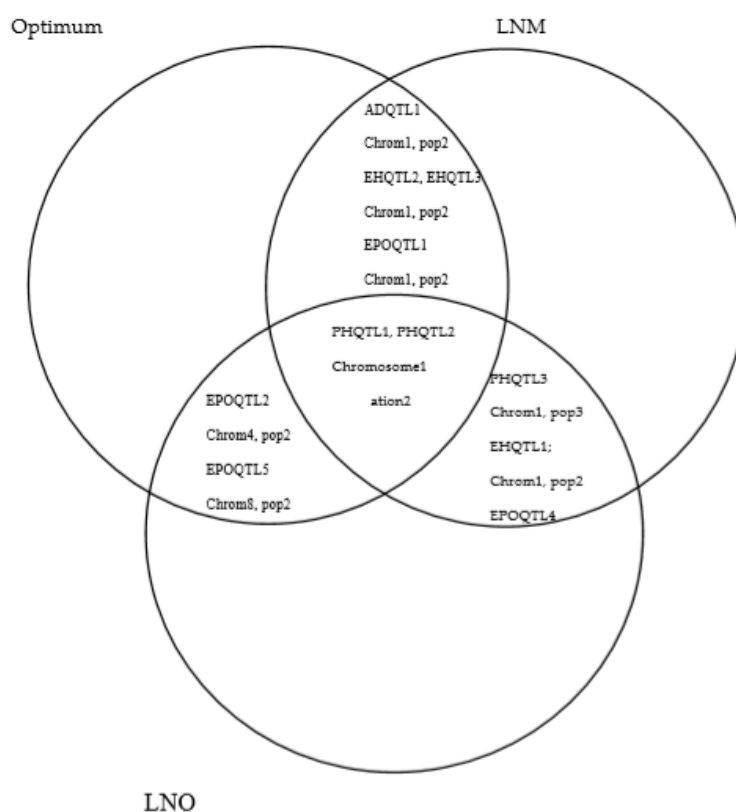 Optimum
LNM
ADQTL1
Chrom1, pop2
EHQTL2, EHQTL3
Chrom1, pop2
EPOQTL1
Chrom1, pop2
PHQTL1, PHQTL2
Chromosome1
ation2
EPOQTL2
Chrom4, pop2
EPOQTL5
Chrom8, pop2
PHQTL3
Chrom1, pop3
EHQTL1;
Chrom1, pop2
EPOQTL4
LNO